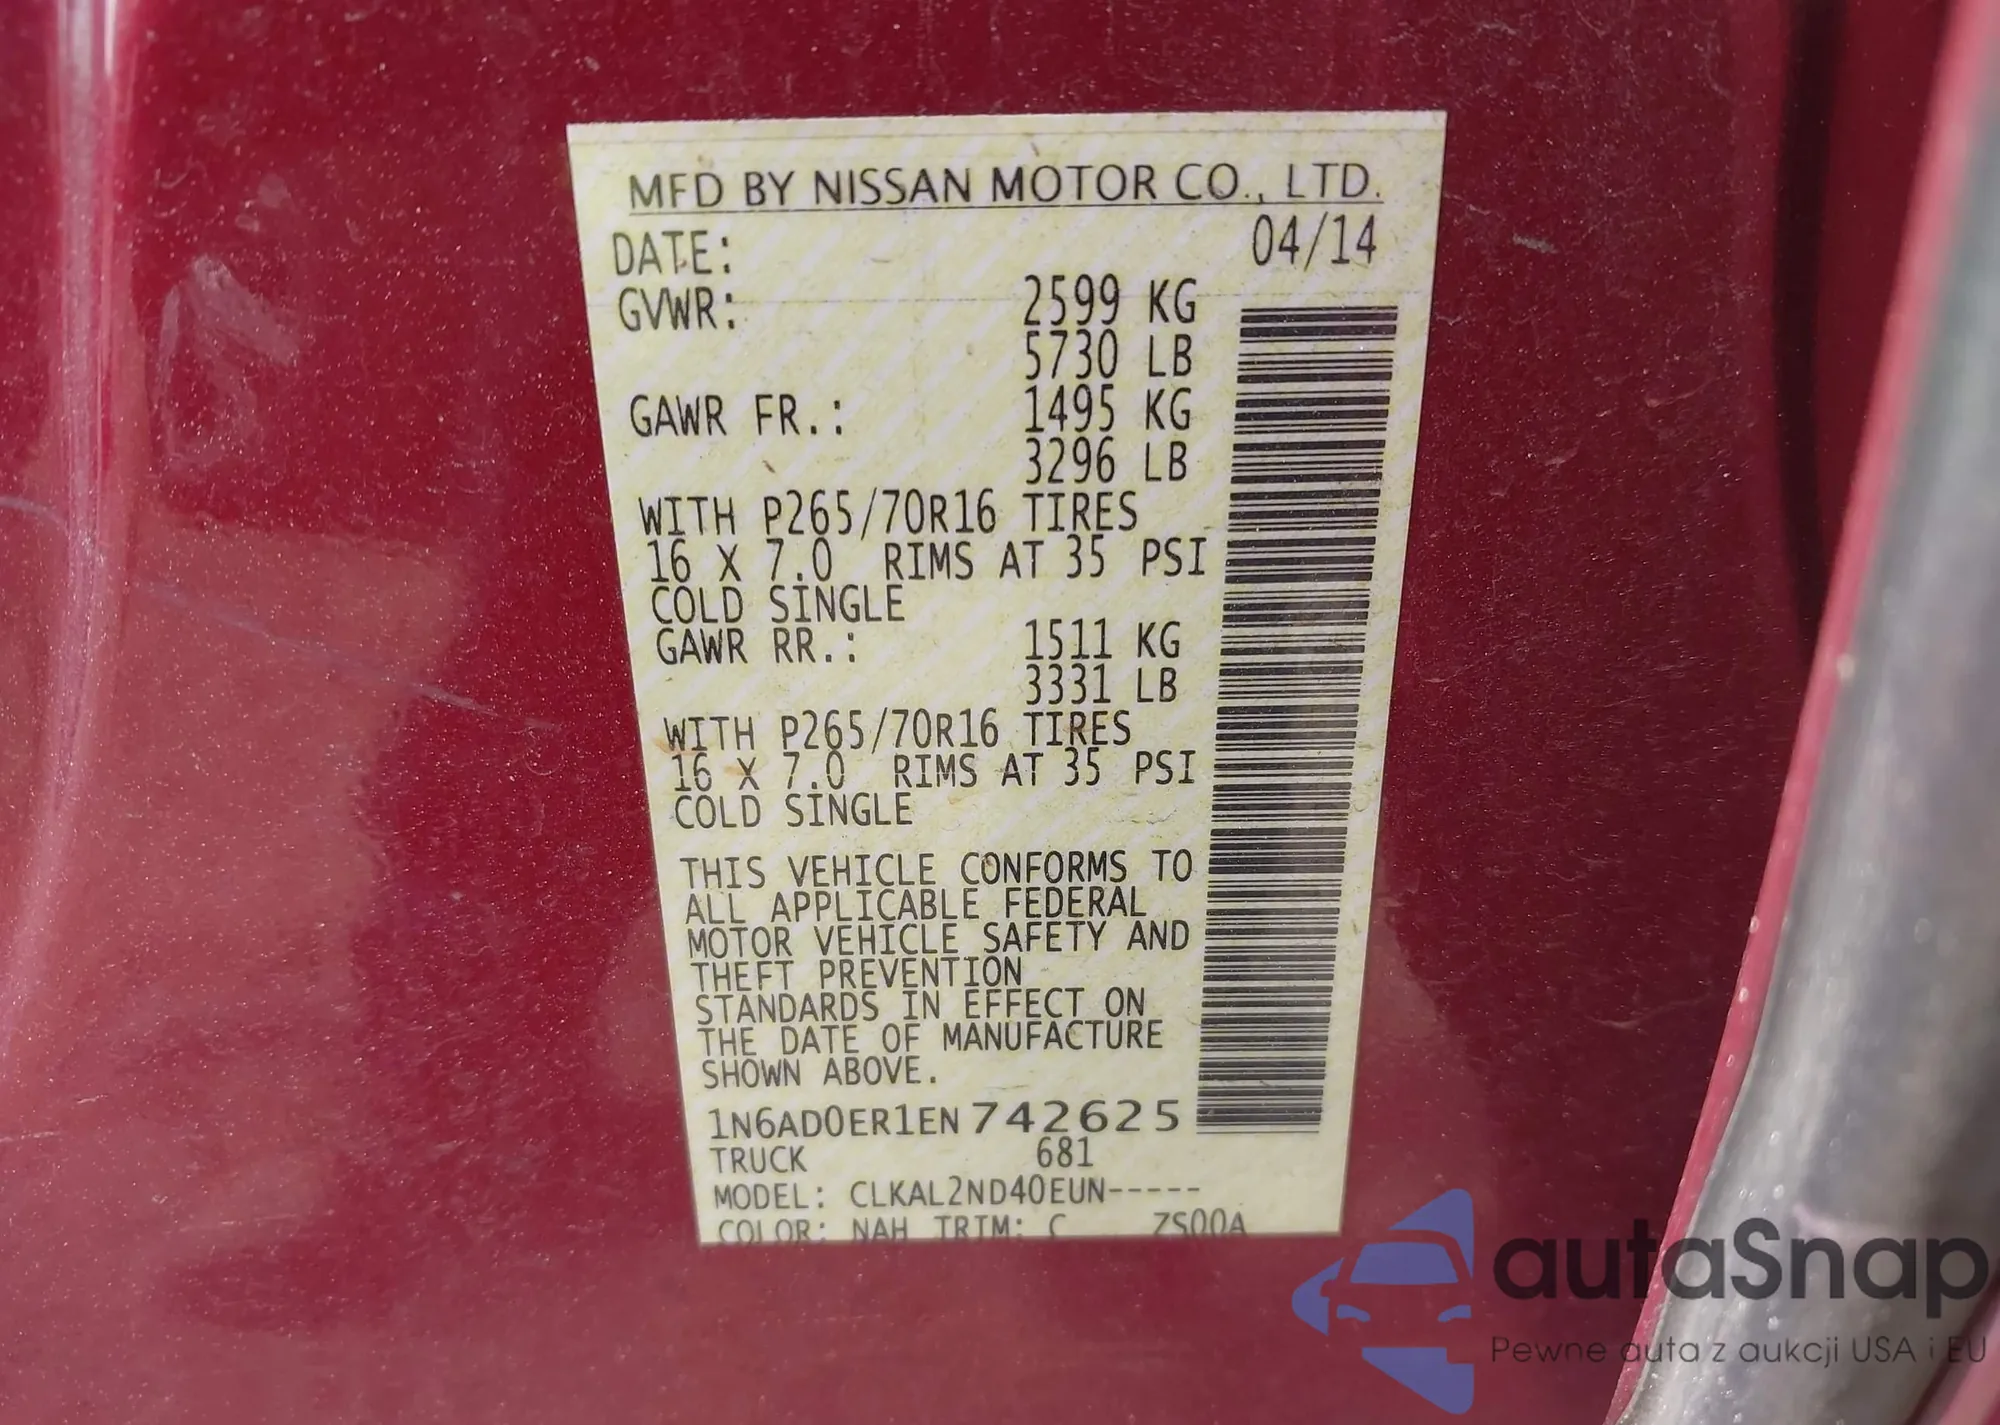 MFD BY NISSAN MOTOR CO., LTD.
DATE: 04/14
GVWR: 2599 KG
5730 LB
GAWR FR.: 1495 KG
3296 LB
WITH P265/70R16 TIRES
16 X 7.0 RIMS AT 35 PSI
COLD SINGLE
GAWR RR.: 1511 KG
3331 LB
WITH P265/70R16 TIRES
16 X 7.0 RIMS AT 35 PSI
COLD SINGLE
THIS VEHICLE CONFORMS TO
ALL APPLICABLE FEDERAL
MOTOR VEHICLE SAFETY AND
THEFT PREVENTION
STANDARDS IN EFFECT ON
THE DATE OF MANUFACTURE
SHOWN ABOVE.
1N6AD0ER1EN742625
TRUCK 681
MODEL: CLKAL2ND40EUN-----
COLOR: NAH TRIM: C ZS00A
autaSnap
Pewne auta z aukcji USA i EU